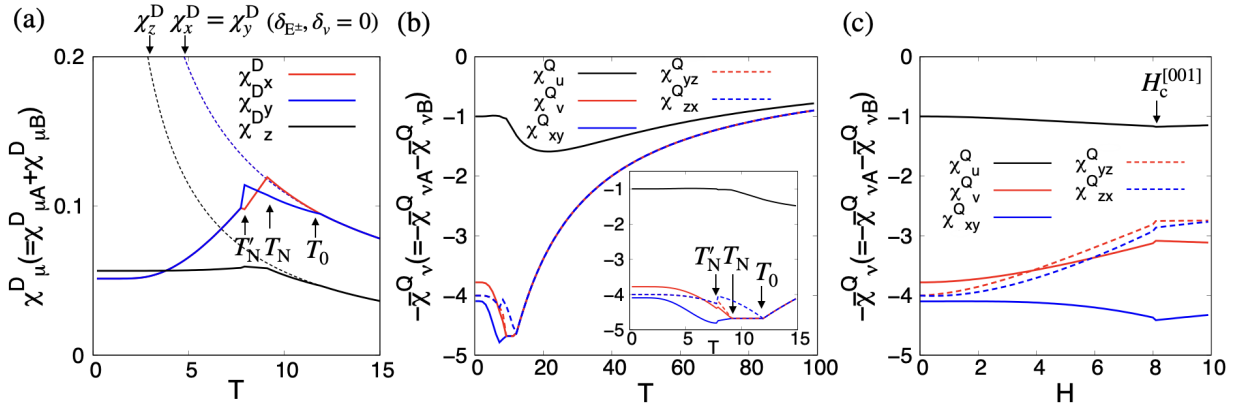 (a)
χ_z^D χ_x^D = χ_y^D (δ_E±, δ_v = 0)
0.2
0.1
0
χ^D_x
χ^D_y
χ^D_z
T′_N T_N T_0
0 5 10 15
T
χ^D_μ(=χ^D_μA+χ^D_μB)
(b)
0
−1
−2
−3
−4
−5
χ^Q_u χ^Q_yz
χ^Q_v χ^Q_zx
χ^Q_xy
−1
−2
−3
−4
−5
T′_N T_N T_0
0 5 10 15
T
0 20 40 60 80 100
T
−χ̄^Q_ν(=−χ̄^Q_νA−χ̄^Q_νB)
(c)
0
−1
−2
−3
−4
−5
H_c^[001]
χ^Q_u χ^Q_yz
χ^Q_v χ^Q_zx
χ^Q_xy
0 2 4 6 8 10
H
−χ̄^Q_ν(=−χ̄^Q_νA−χ̄^Q_νB)